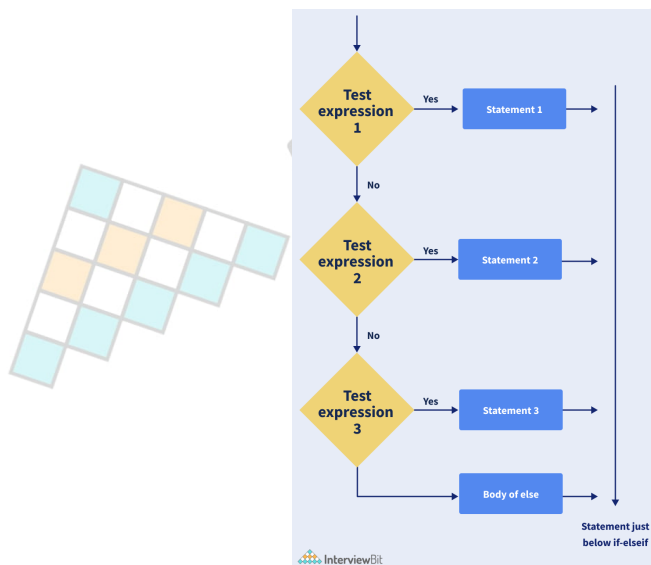 Test
expression
1
Yes
Statement 1
No
Test
expression
2
Yes
Statement 2
No
Test
expression
3
Yes
Statement 3
Body of else
Statement just
below if-elseif
InterviewBit